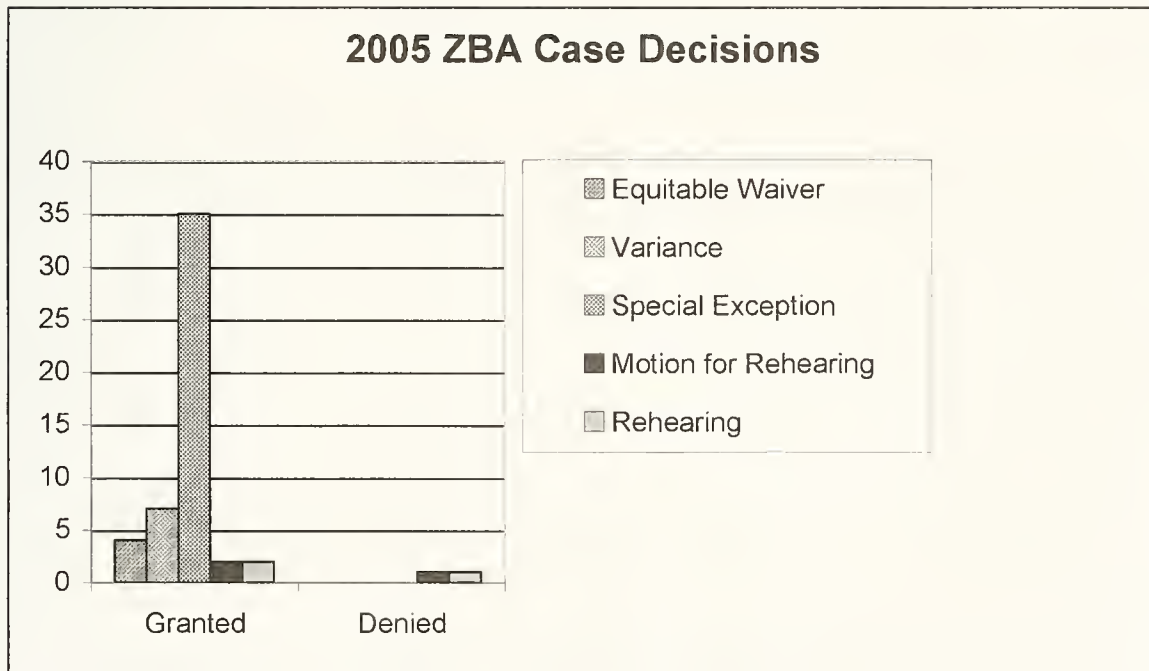 2005 ZBA Case Decisions
40
35
30
25
20
15
10
5
0
Granted
Denied
Equitable Waiver
Variance
Special Exception
Motion for Rehearing
Rehearing